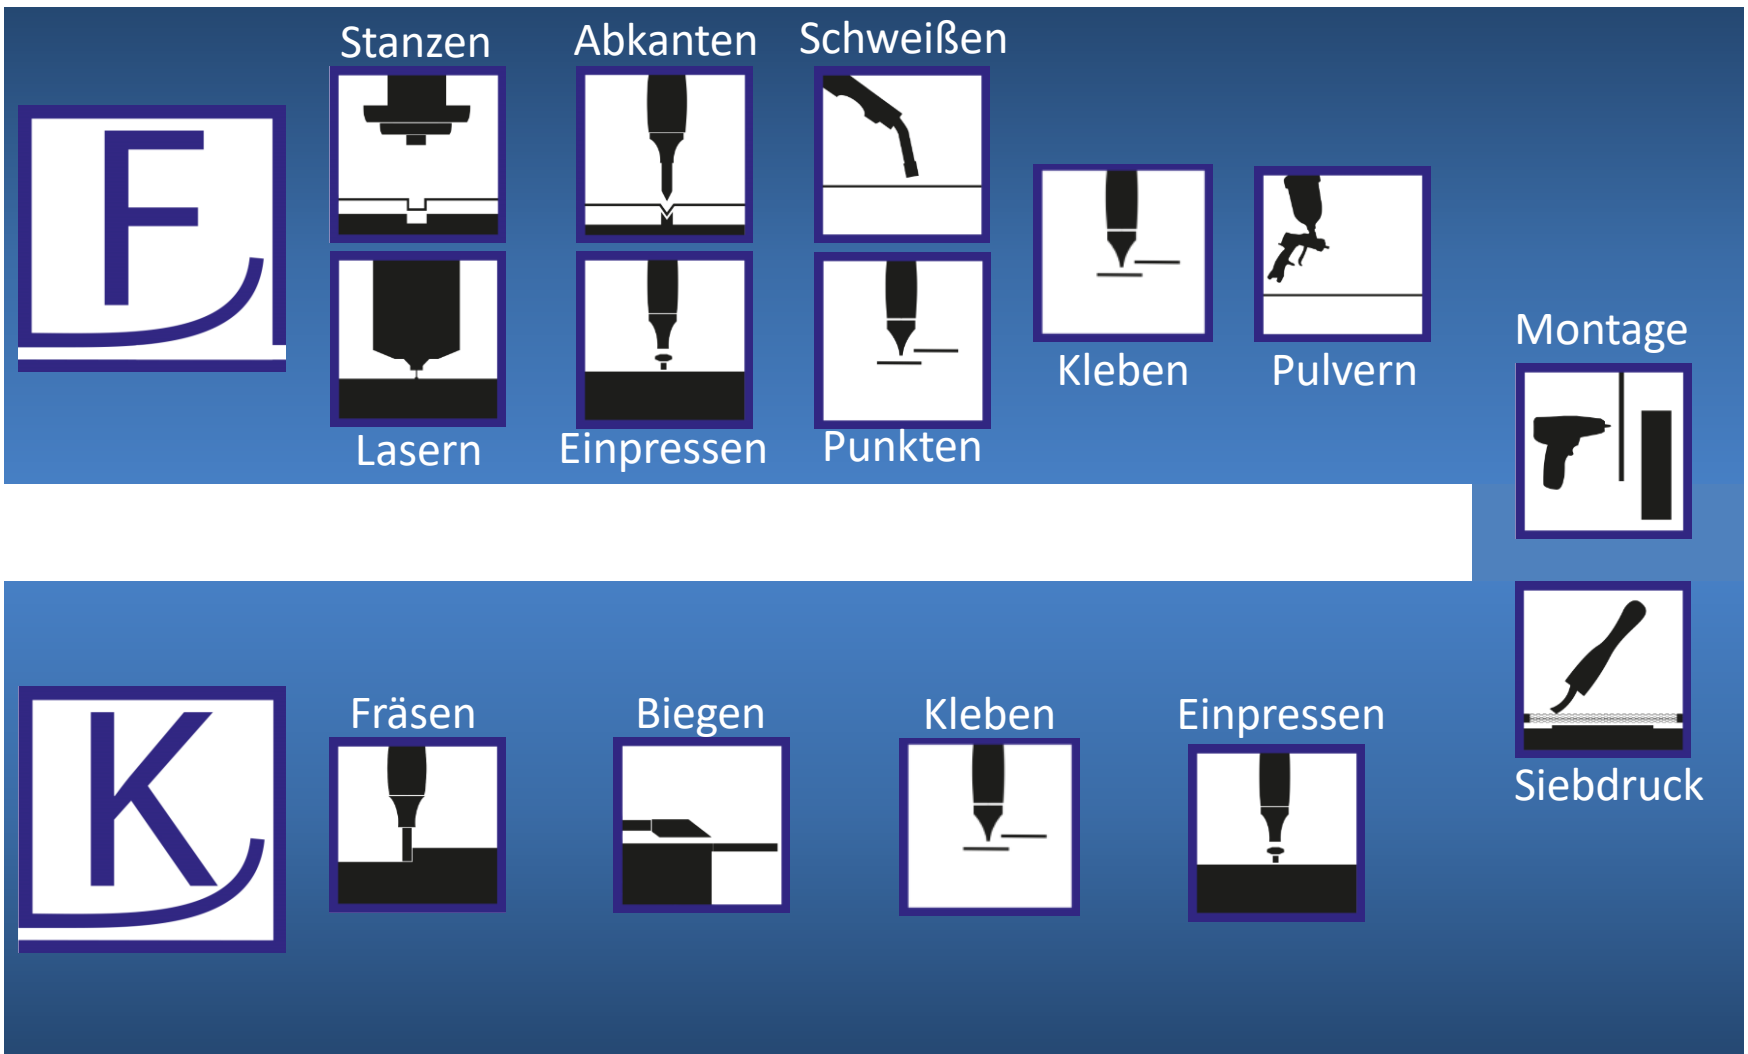 Stanzen Abkanten Schweißen
F
Kleben Pulvern
Montage
Lasern Einpressen Punkten
K
Fräsen Biegen Kleben Einpressen
Siebdruck